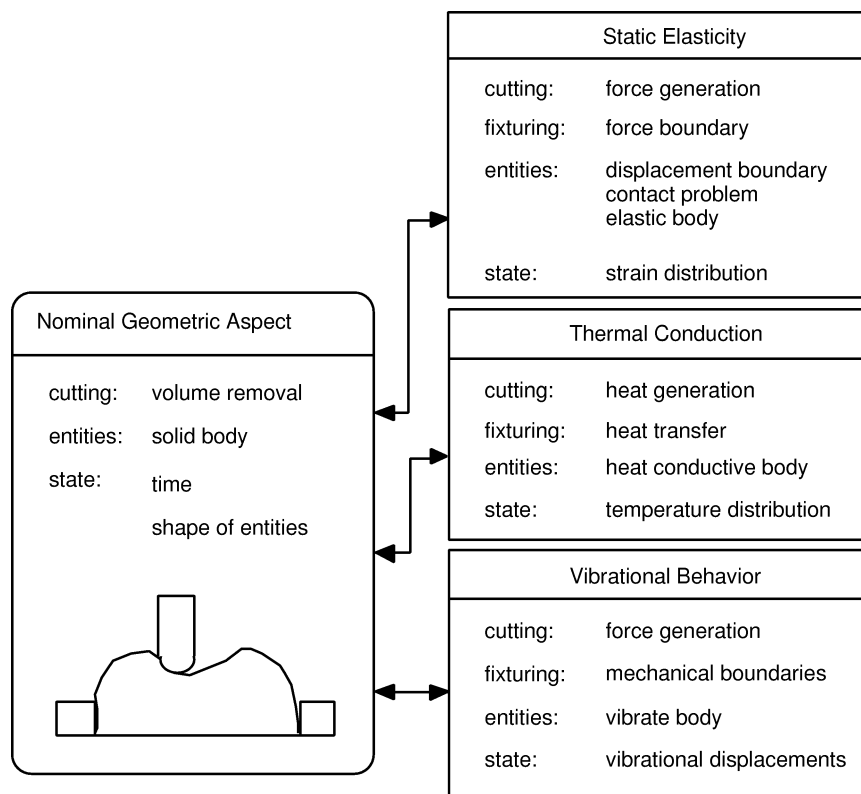 Nominal Geometric Aspect
cutting: volume removal
entities: solid body
state: time
shape of entities
Static Elasticity
cutting: force generation
fixturing: force boundary
entities: displacement boundary
contact problem
elastic body
state: strain distribution
Thermal Conduction
cutting: heat generation
fixturing: heat transfer
entities: heat conductive body
state: temperature distribution
Vibrational Behavior
cutting: force generation
fixturing: mechanical boundaries
entities: vibrate body
state: vibrational displacements